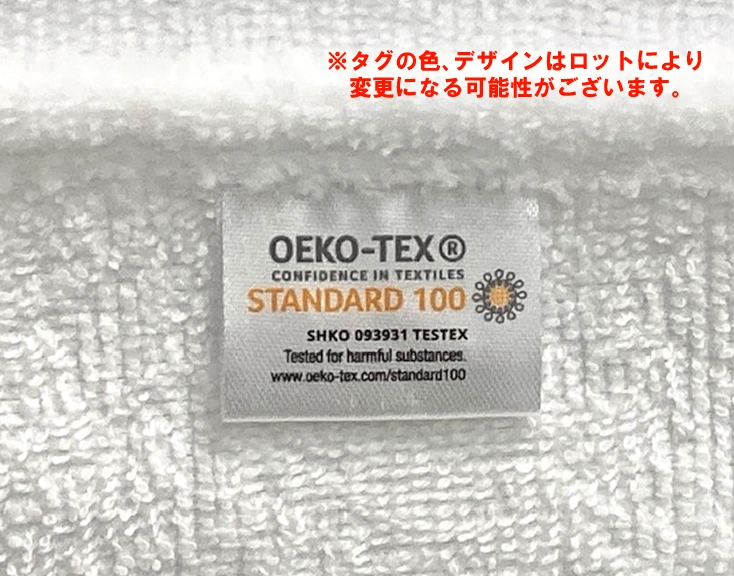 ※タグの色、デザインはロットにより
変更になる可能性がございます。
OEKO-TEX®
CONFIDENCE IN TEXTILES
STANDARD 100
SHKO 093931 TESTEX
Tested for harmful substances.
www.oeko-tex.com/standard100